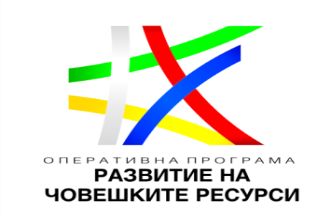 ОПЕРАТИВНА ПРОГРАМА
РАЗВИТИЕ НА
ЧОВЕШКИТЕ РЕСУРСИ